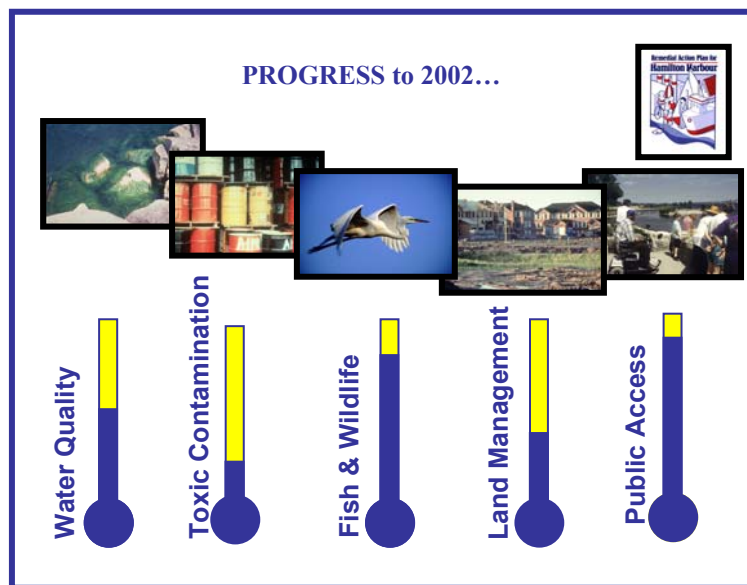 PROGRESS to 2002…
Remedial Action Plan for
Hamilton Harbour
Water Quality
Toxic Contamination
Fish & Wildlife
Land Management
Public Access